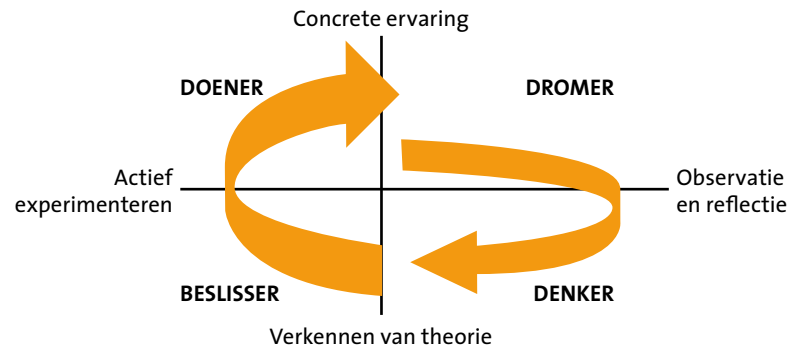 Concrete ervaring
DOENER
DROMER
Actief
experimenteren
Observatie
en reflectie
BESLISSER
DENKER
Verkennen van theorie